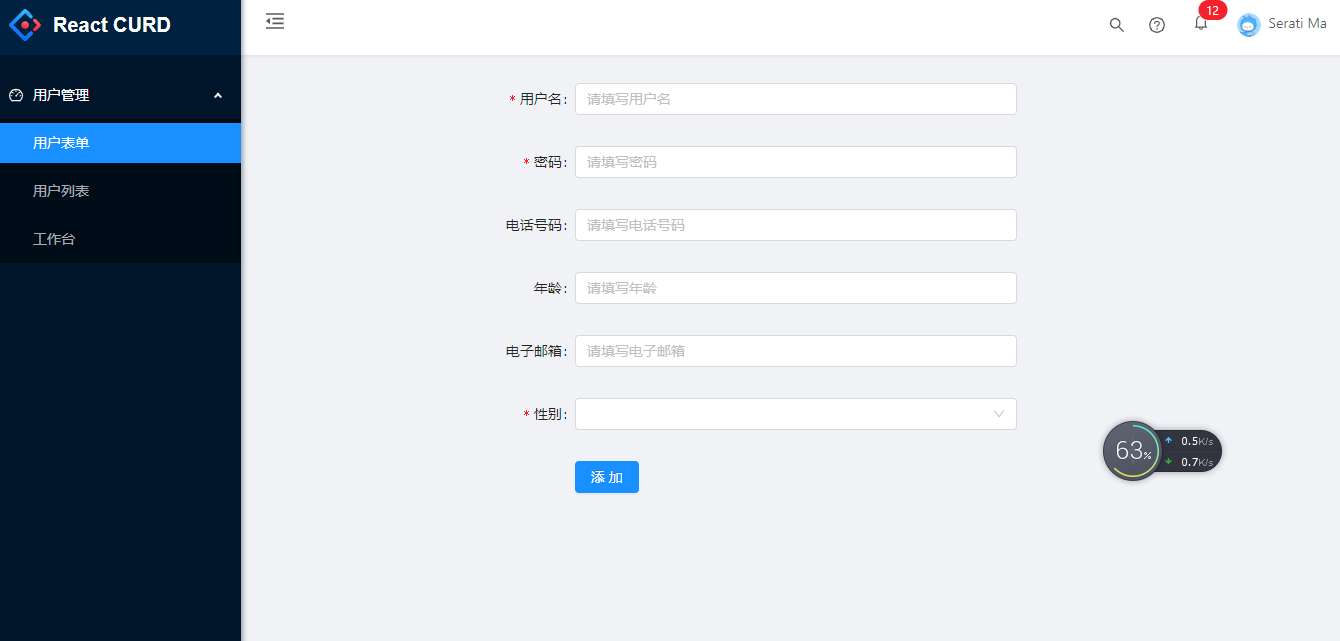 React CURD
12
Serati Ma
用户管理
用户表单
用户列表
工作台
* 用户名:
请填写用户名
* 密码:
请填写密码
电话号码:
请填写电话号码
年龄:
请填写年龄
电子邮箱:
请填写电子邮箱
* 性别:
添 加
63%
0.5K/s
0.7K/s